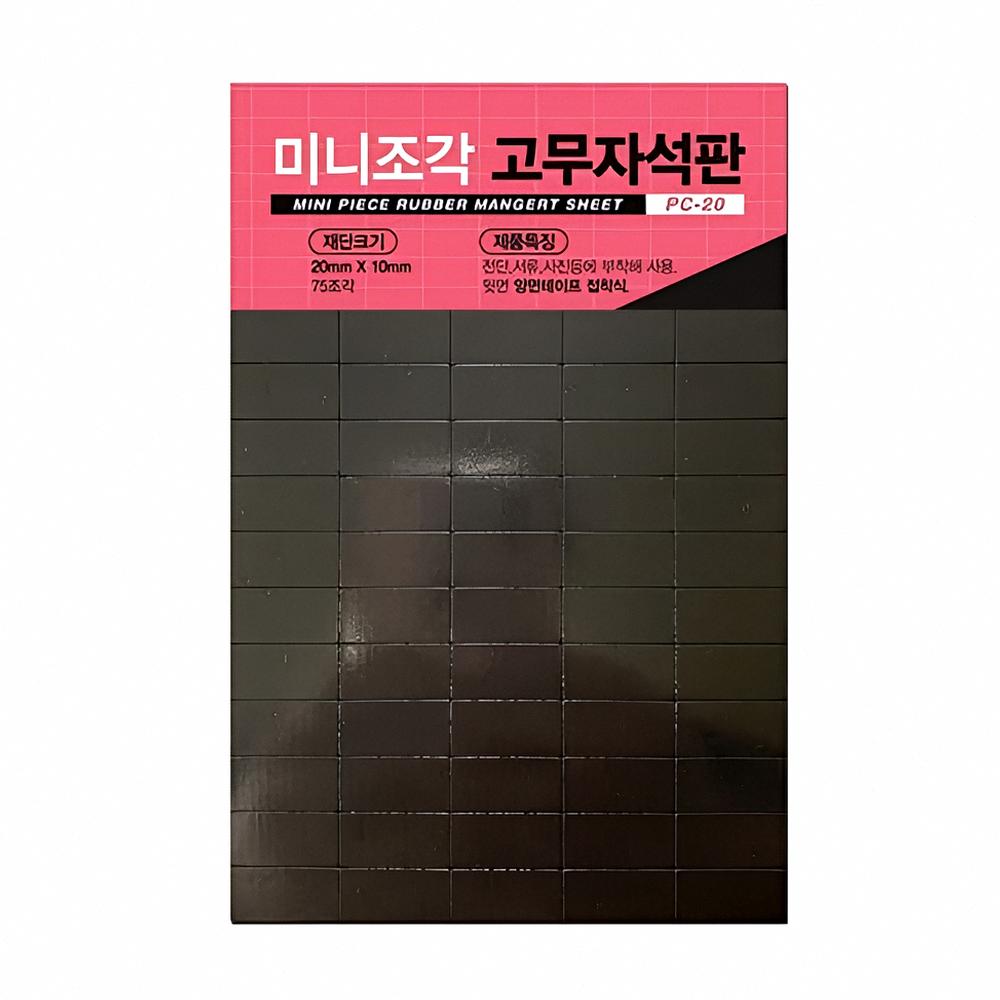 미니조각 고무자석판
MINI PIECE RUBBER MANGERT SHEET PC-20
재단크기
20mm X 10mm
75조각
제품특징
전단,서류,사진등에 부착해 사용.
뒷면 양면테이프 접착식